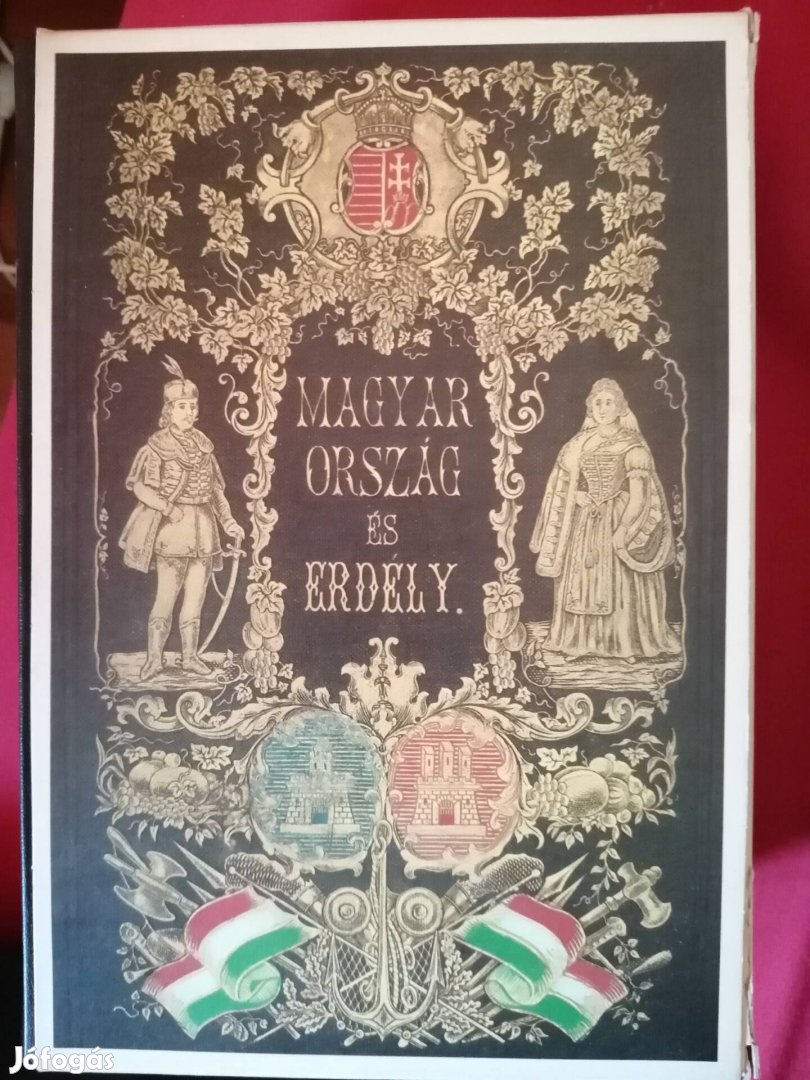 MAGYAR
ORSZÁG
ÉS
ERDÉLY.
Jófogás